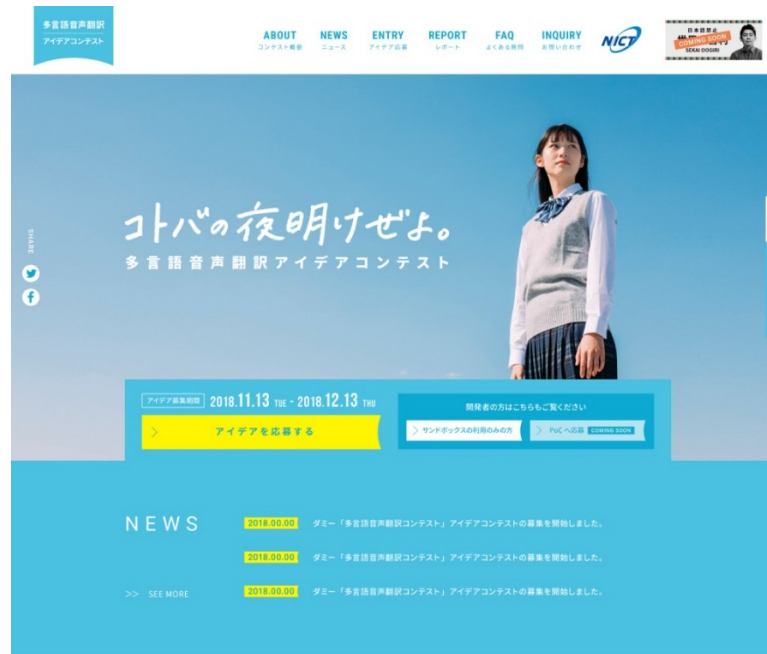 多言語音声翻訳
アイデアコンテスト
ABOUT
コンテスト概要
NEWS
ニュース
ENTRY
アイデア応募
REPORT
レポート
FAQ
よくある質問
INQUIRY
お問い合わせ
NICT
日本語禁止
COMING SOON
SEKAI OOGIRI
SHARE
コトバの夜明けぜよ。
多言語音声翻訳アイデアコンテスト
アイデア募集期間 2018.11.13 TUE - 2018.12.13 THU
アイデアを応募する
開発者の方はこちらもご覧ください
サンドボックスの利用のみの方
PoCへ応募 COMING SOON
NEWS
2018.00.00 ダミー「多言語音声翻訳コンテスト」アイデアコンテストの募集を開始しました。
2018.00.00 ダミー「多言語音声翻訳コンテスト」アイデアコンテストの募集を開始しました。
>> SEE MORE
2018.00.00 ダミー「多言語音声翻訳コンテスト」アイデアコンテストの募集を開始しました。